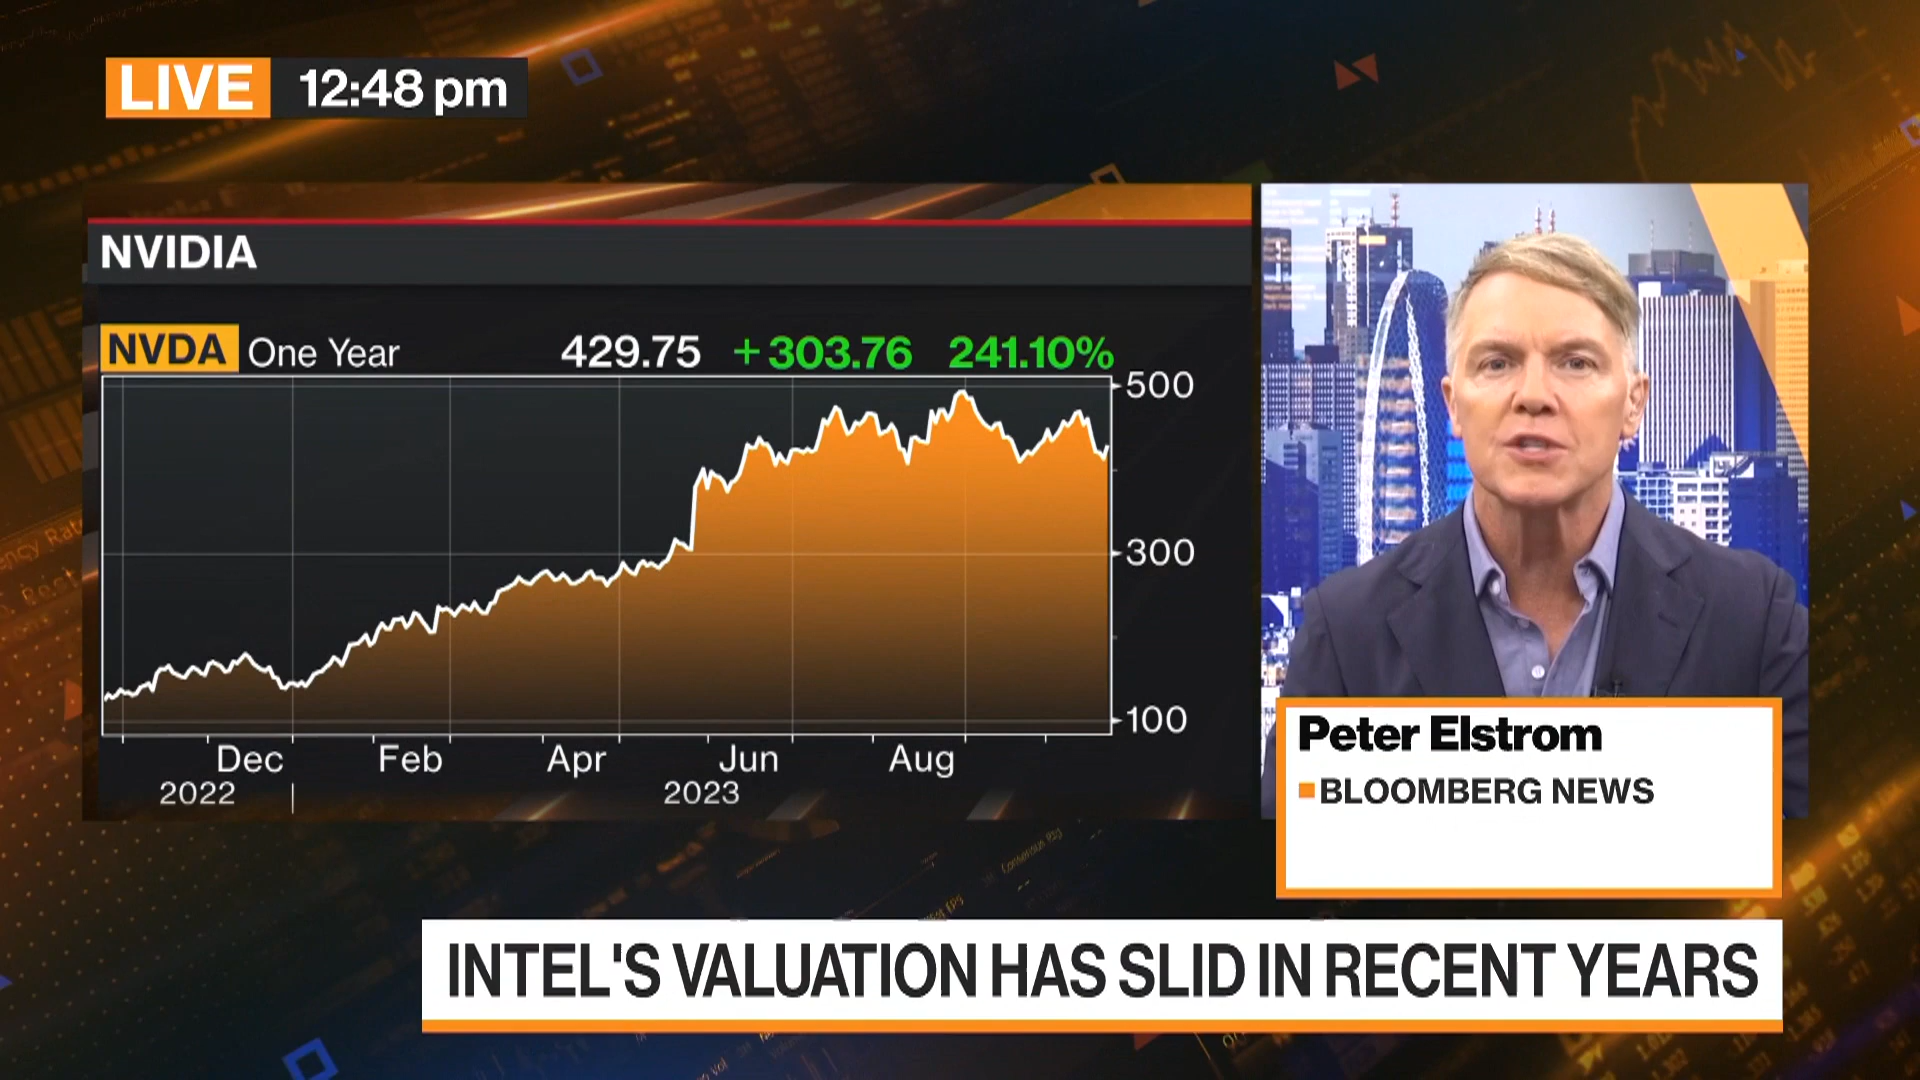 LIVE 12:48 pm
NVIDIA
NVDA One Year 429.75 +303.76 241.10%
500
300
100
Dec Feb Apr Jun Aug
2022 2023
Peter Elstrom
BLOOMBERG NEWS
INTEL'S VALUATION HAS SLID IN RECENT YEARS